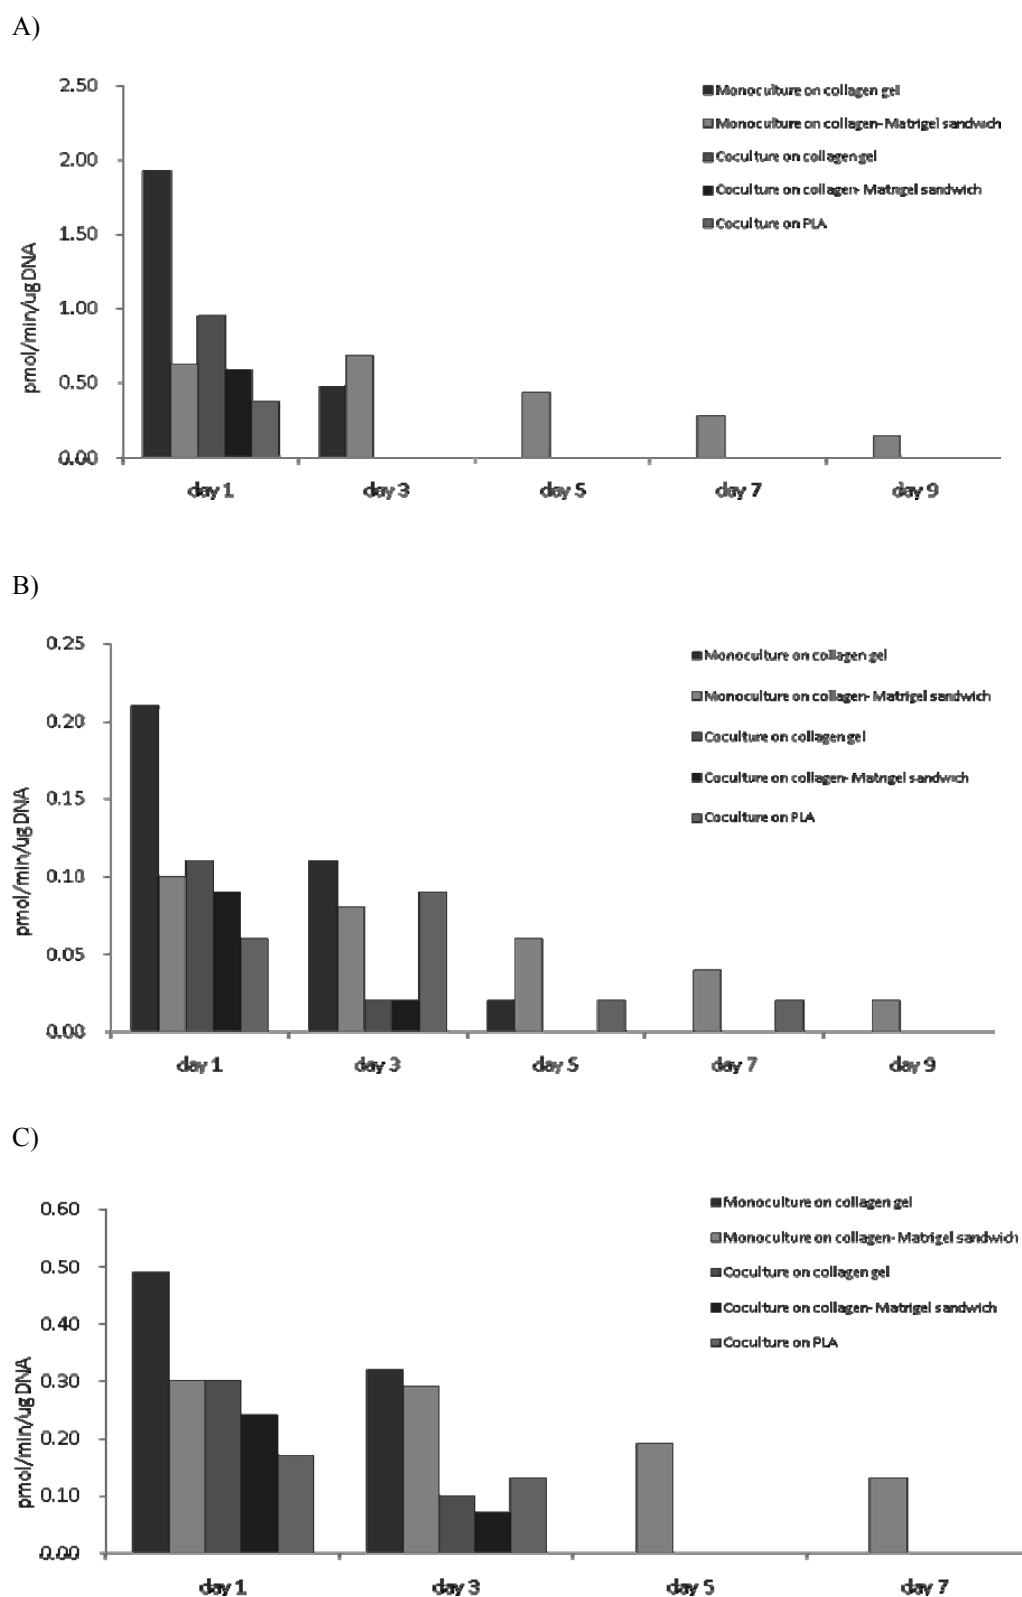 A)
2.50
2.00
1.50
1.00
0.50
0.00
pmol/min/ugDNA
Monoculture on collagen gel
Monoculture on collagen- Matrigel sandwich
Coculture on collagen gel
Coculture on collagen- Matrigel sandwich
Coculture on PLA
day 1 day 3 day 5 day 7 day 9
B)
0.25
0.20
0.15
0.10
0.05
0.00
pmol/min/ugDNA
Monoculture on collagen gel
Monoculture on collagen- Matrigel sandwich
Coculture on collagen gel
Coculture on collagen- Matrigel sandwich
Coculture on PLA
day 1 day 3 day 5 day 7 day 9
C)
0.60
0.50
0.40
0.30
0.20
0.10
0.00
pmol/min/ugDNA
Monoculture on collagen gel
Monoculture on collagen- Matrigel sandwich
Coculture on collagen gel
Coculture on collagen- Matrigel sandwich
Coculture on PLA
day 1 day 3 day 5 day 7